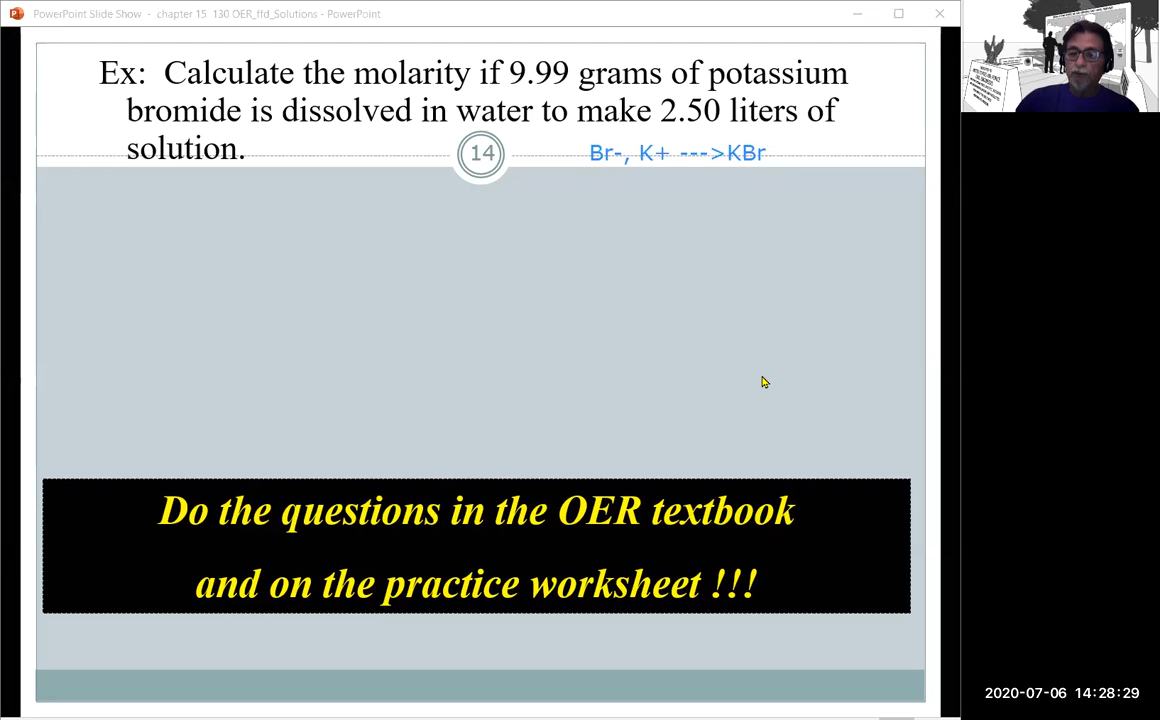 PowerPoint Slide Show - chapter 15 130 OER_ffd_Solutions - PowerPoint
Ex: Calculate the molarity if 9.99 grams of potassium
bromide is dissolved in water to make 2.50 liters of
solution.
14
Br-, K+ --->KBr
Do the questions in the OER textbook
and on the practice worksheet !!!
2020-07-06 14:28:29